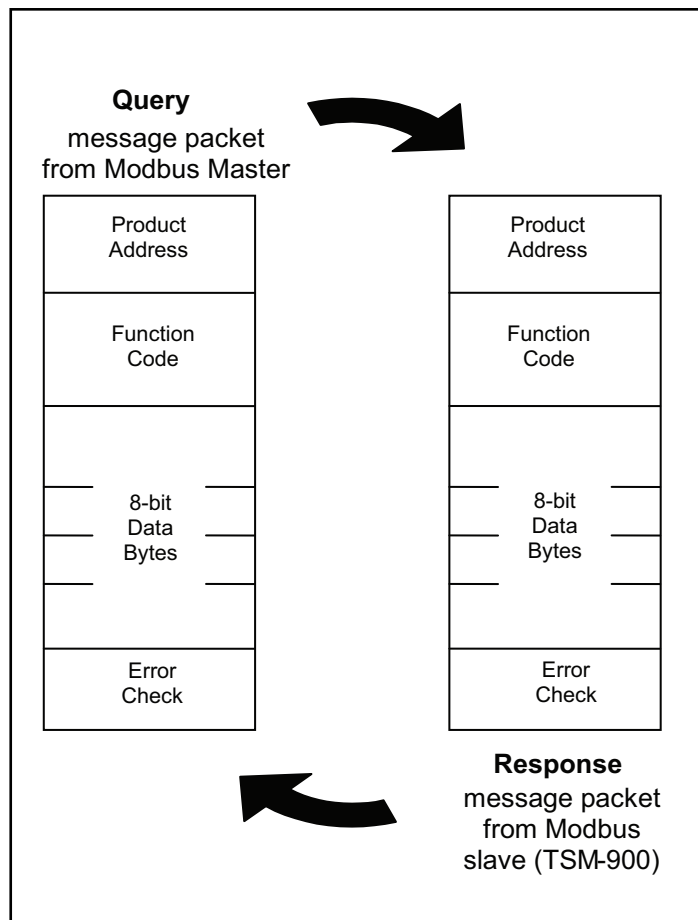 Query
message packet
from Modbus Master
Product
Address
Function
Code
8-bit
Data
Bytes
Error
Check
Product
Address
Function
Code
8-bit
Data
Bytes
Error
Check
Response
message packet
from Modbus
slave (TSM-900)